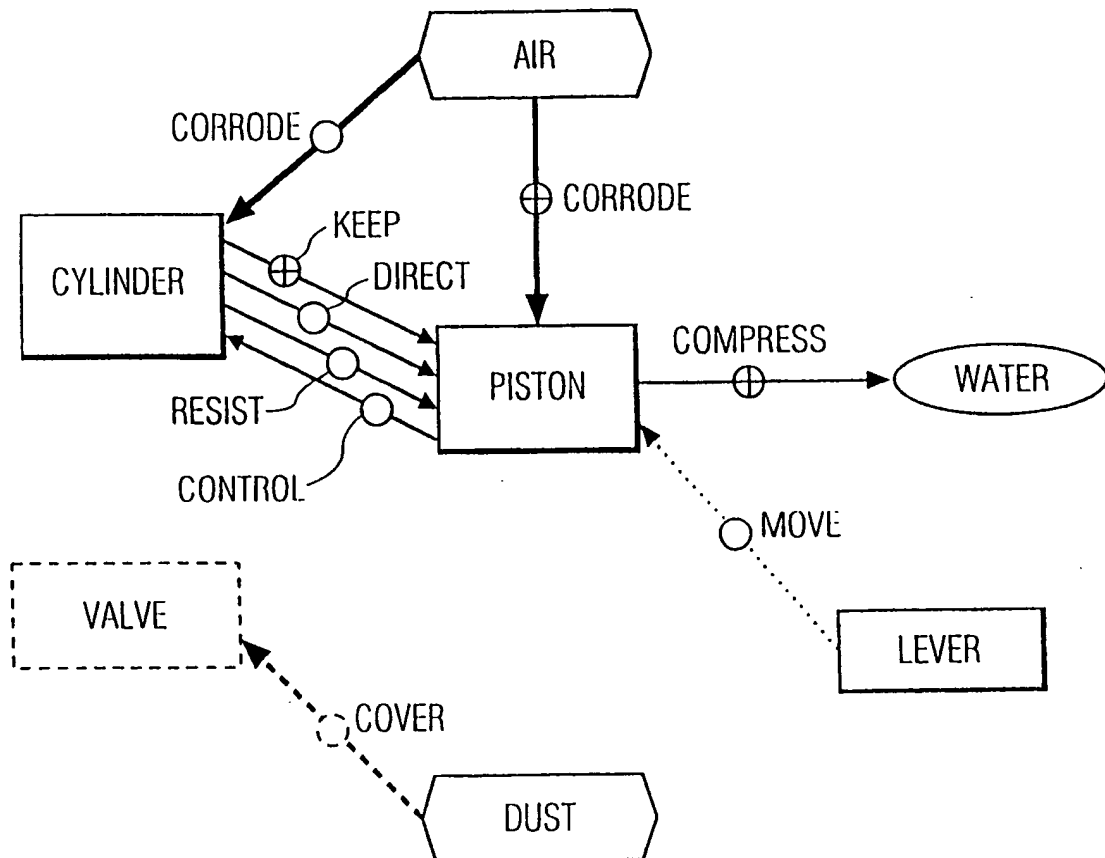 AIR
CORRODE
CORRODE
KEEP
CYLINDER
DIRECT
COMPRESS
PISTON
WATER
RESIST
CONTROL
MOVE
VALVE
LEVER
COVER
DUST